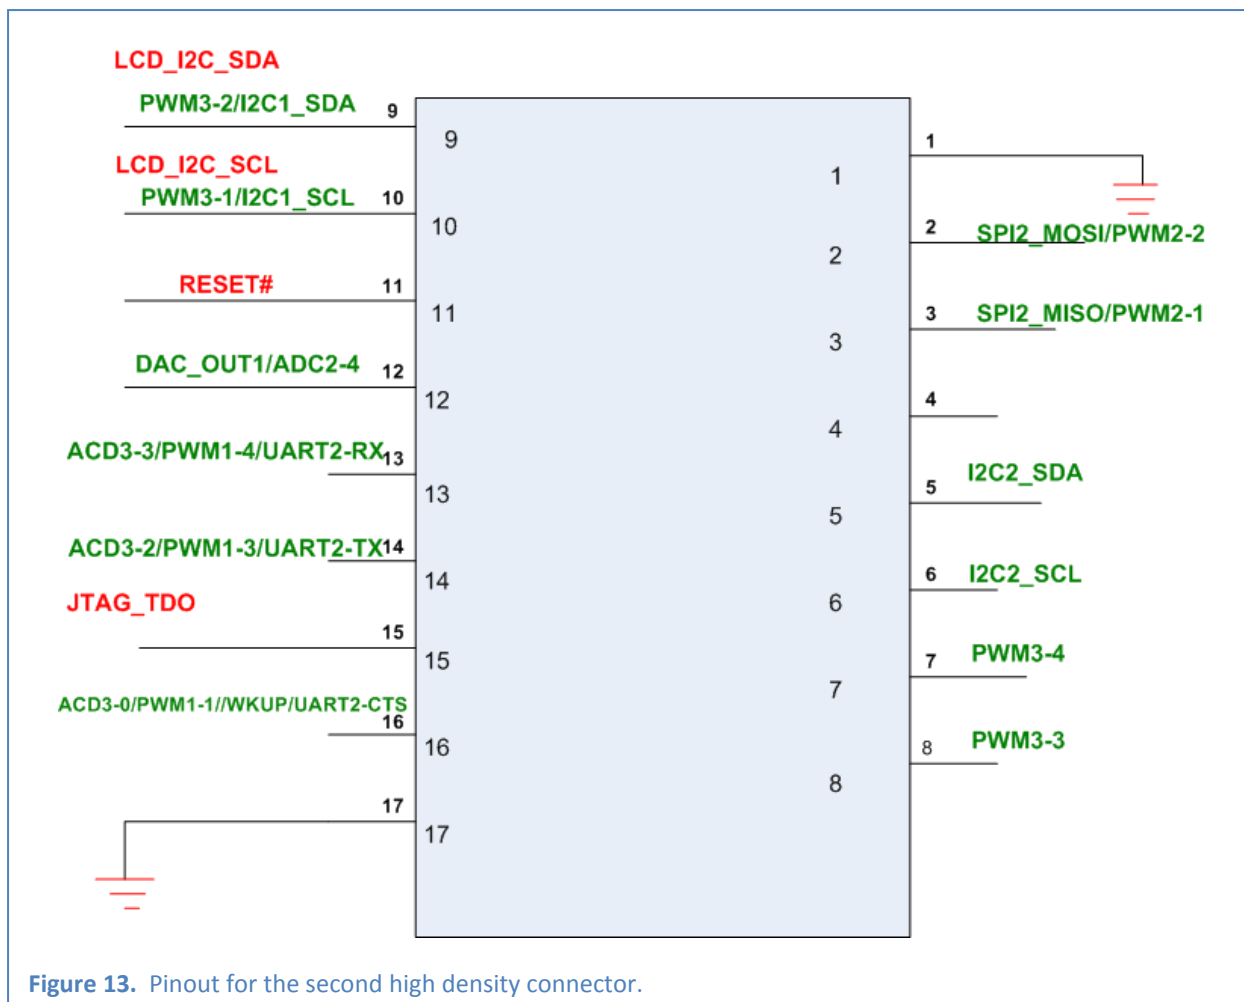 LCD_I2C_SDA
PWM3-2/I2C1_SDA
9
9
LCD_I2C_SCL
PWM3-1/I2C1_SCL
10
10
RESET#
11
11
DAC_OUT1/ADC2-4
12
12
ACD3-3/PWM1-4/UART2-RX
13
13
ACD3-2/PWM1-3/UART2-TX
14
14
JTAG_TDO
15
15
ACD3-0/PWM1-1//WKUP/UART2-CTS
16
16
17
17
1
1
2
SPI2_MOSI/PWM2-2
2
3
SPI2_MISO/PWM2-1
3
4
4
I2C2_SDA
5
5
6
I2C2_SCL
6
7
PWM3-4
7
8
PWM3-3
8
Figure 13. Pinout for the second high density connector.